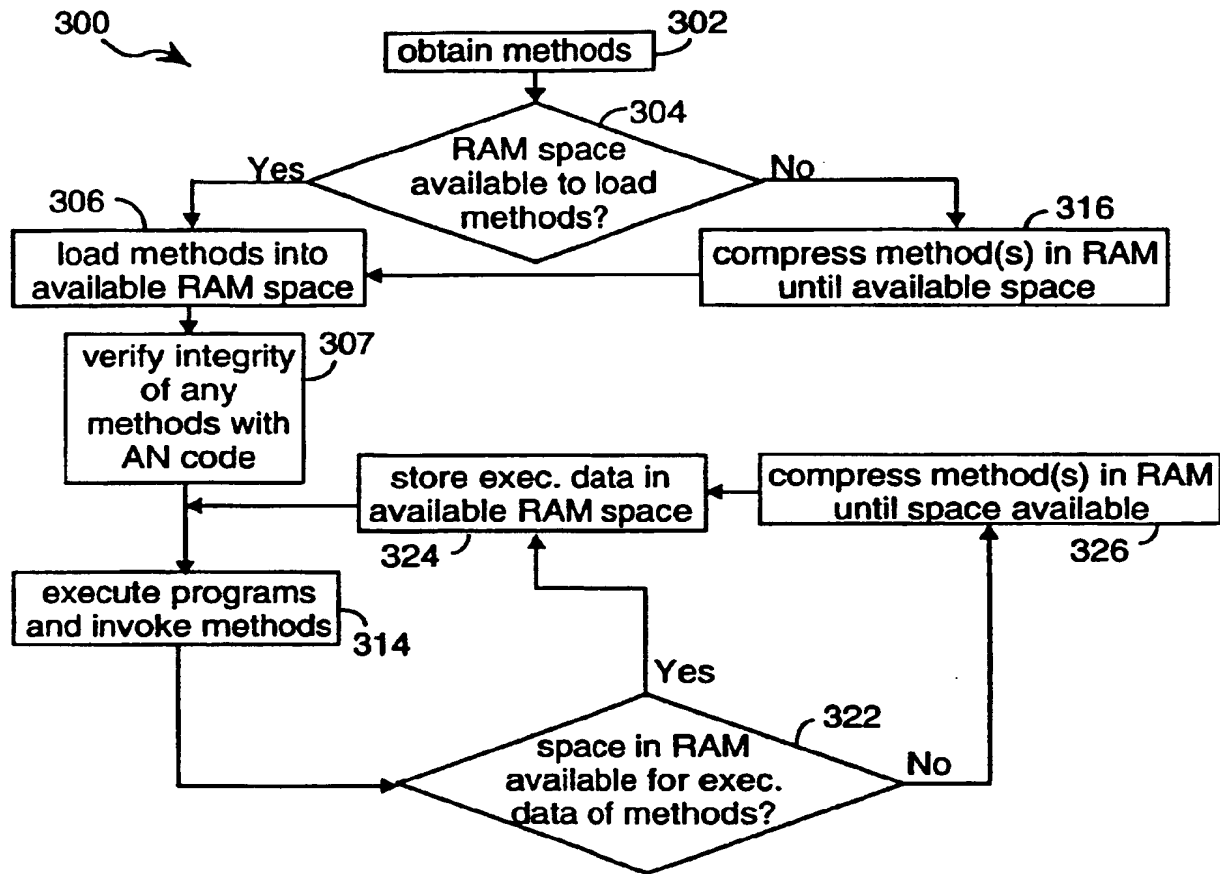 300
obtain methods
302
304
RAM space
available to load
methods?
Yes
No
306
load methods into
available RAM space
316
compress method(s) in RAM
until available space
307
verify integrity
of any
methods with
AN code
store exec. data in
available RAM space
324
compress method(s) in RAM
until space available
326
execute programs
and invoke methods
314
Yes
322
space in RAM
available for exec.
data of methods?
No